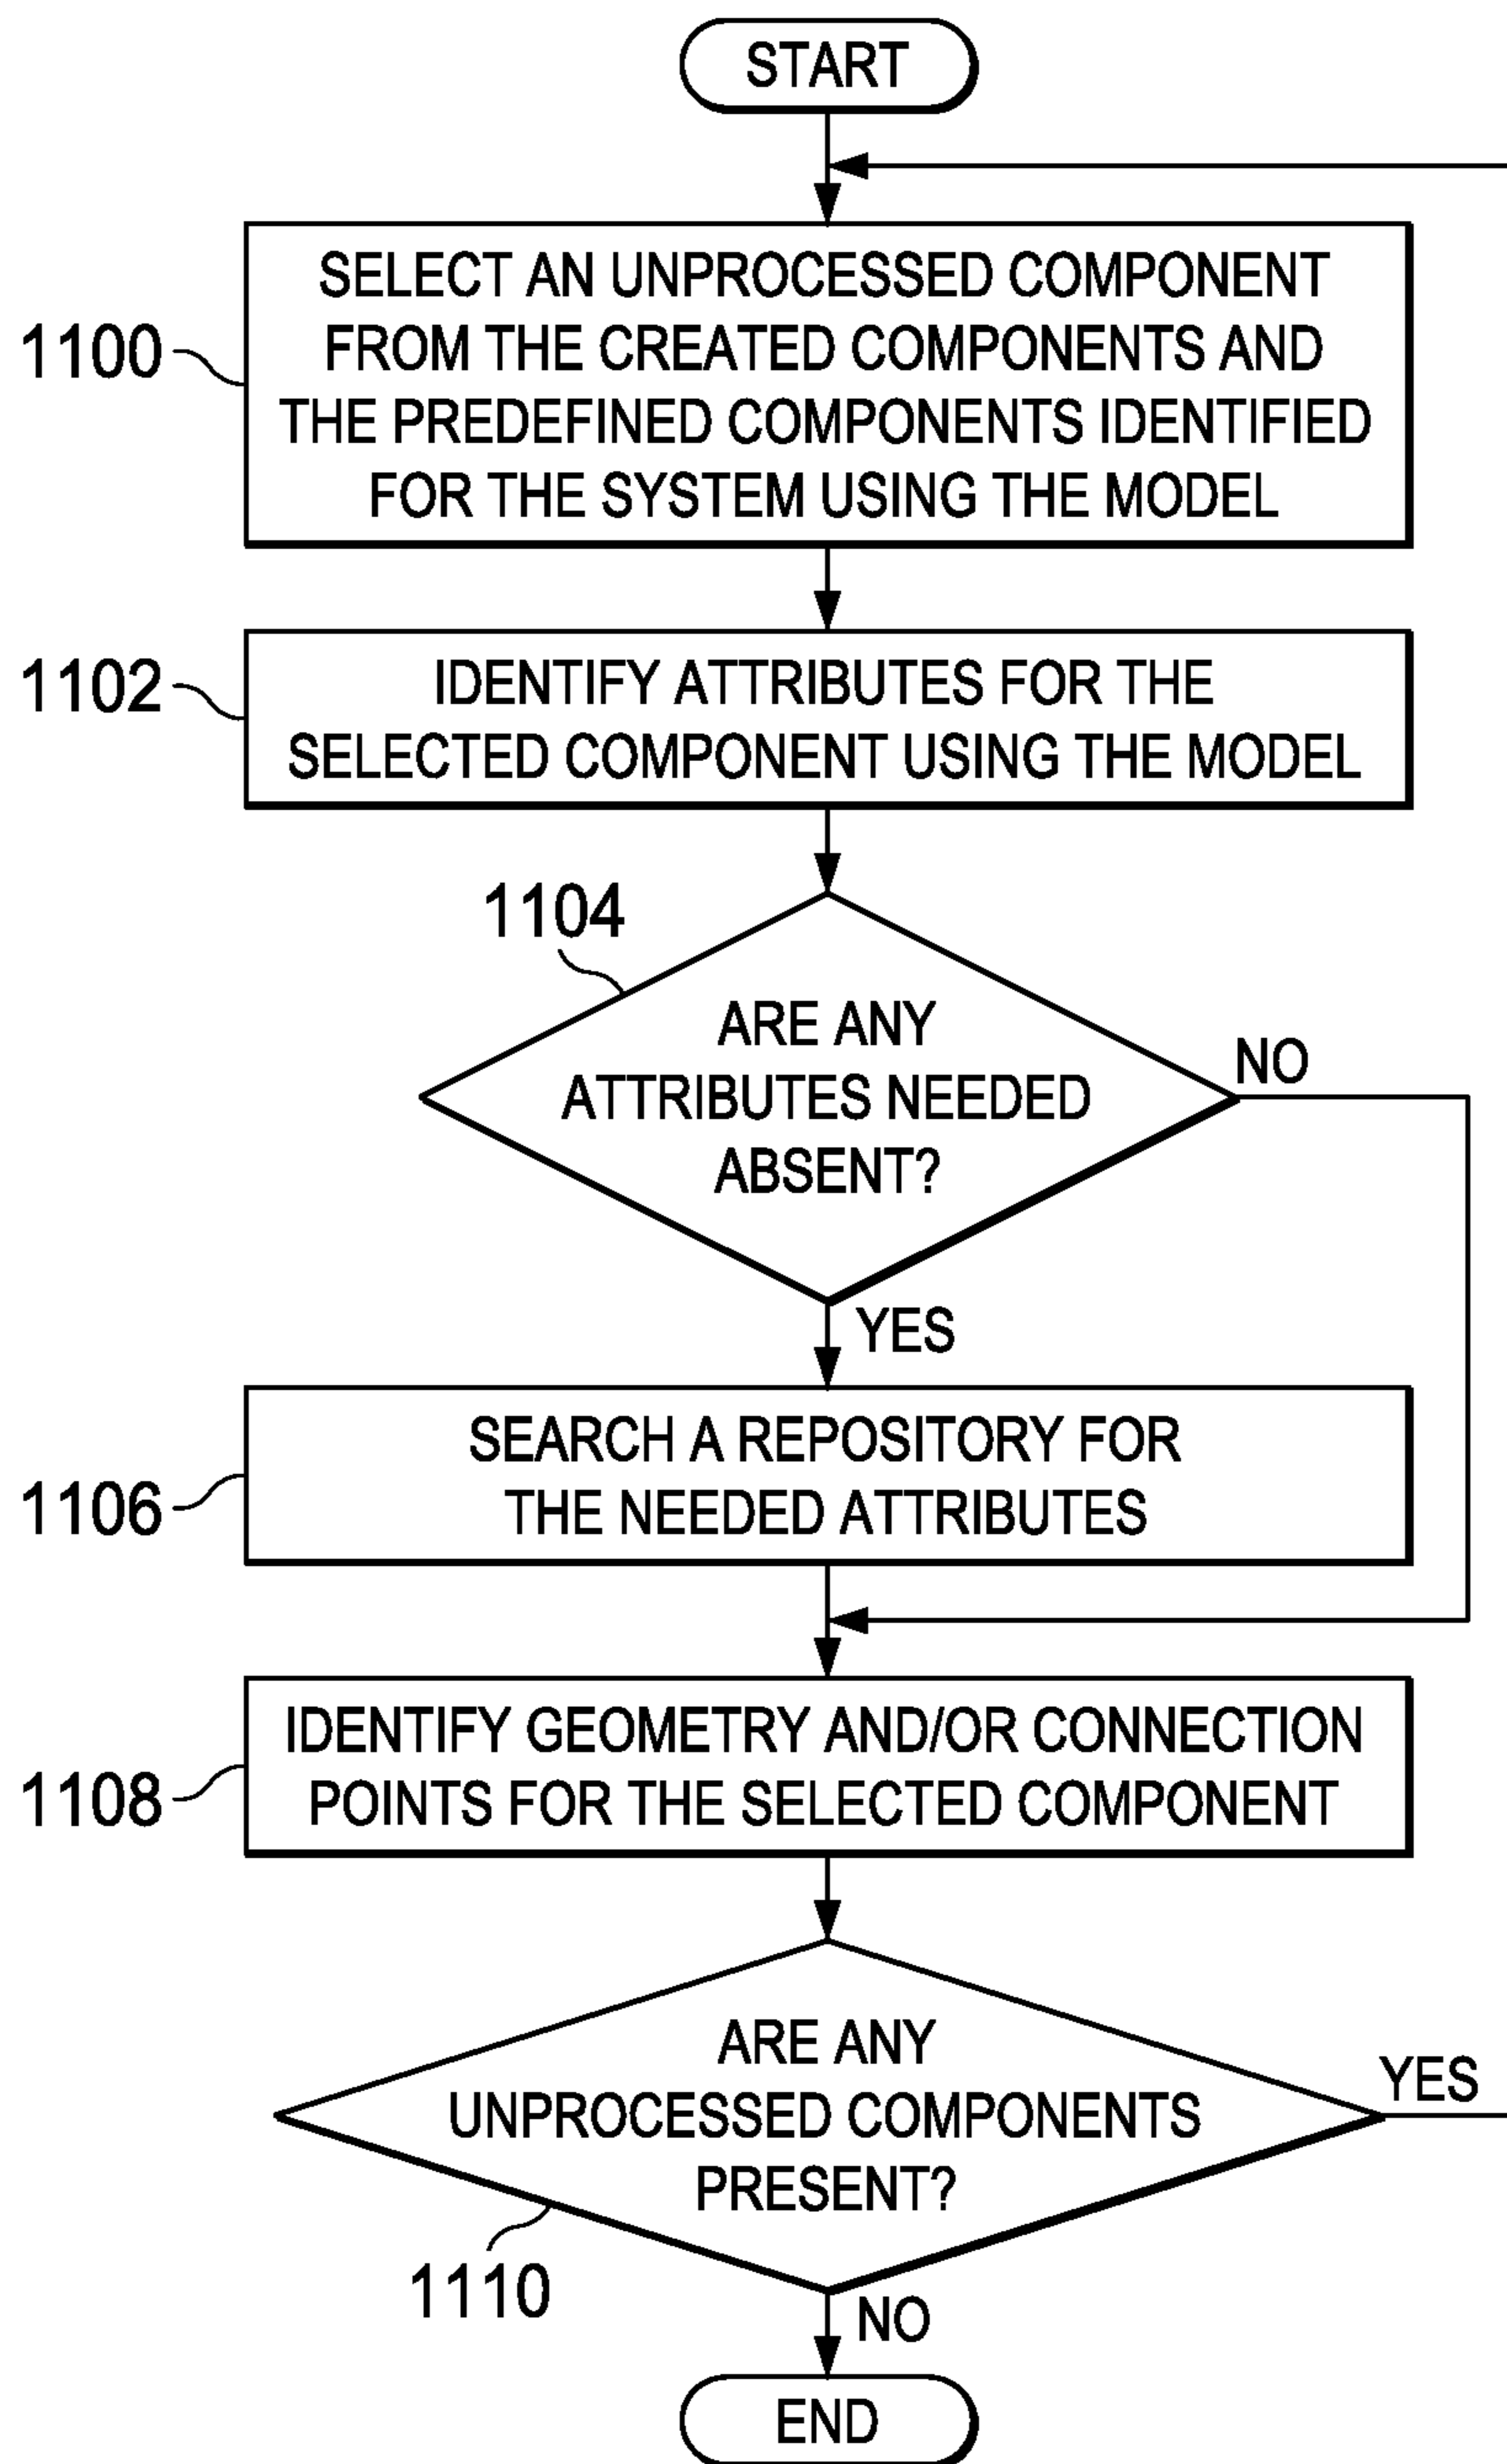 START
1100
SELECT AN UNPROCESSED COMPONENT
FROM THE CREATED COMPONENTS AND
THE PREDEFINED COMPONENTS IDENTIFIED
FOR THE SYSTEM USING THE MODEL
1102
IDENTIFY ATTRIBUTES FOR THE
SELECTED COMPONENT USING THE MODEL
1104
ARE ANY
ATTRIBUTES NEEDED
ABSENT?
NO
YES
1106
SEARCH A REPOSITORY FOR
THE NEEDED ATTRIBUTES
1108
IDENTIFY GEOMETRY AND/OR CONNECTION
POINTS FOR THE SELECTED COMPONENT
ARE ANY
UNPROCESSED COMPONENTS
PRESENT?
YES
1110
NO
END